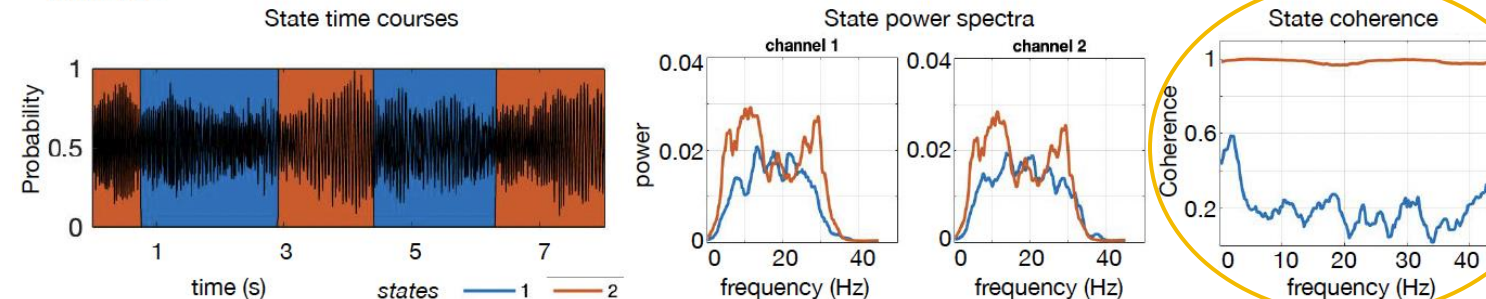 State time courses
Probability
1
0.5
0
1 3 5 7
time (s)
states 1 2
State power spectra
channel 1
power
0.04
0.02
0
0 20 40
frequency (Hz)
channel 2
0.04
0.02
0
0 20 40
frequency (Hz)
State coherence
Coherence
1
0.6
0.2
0 10 20 30 40
frequency (Hz)